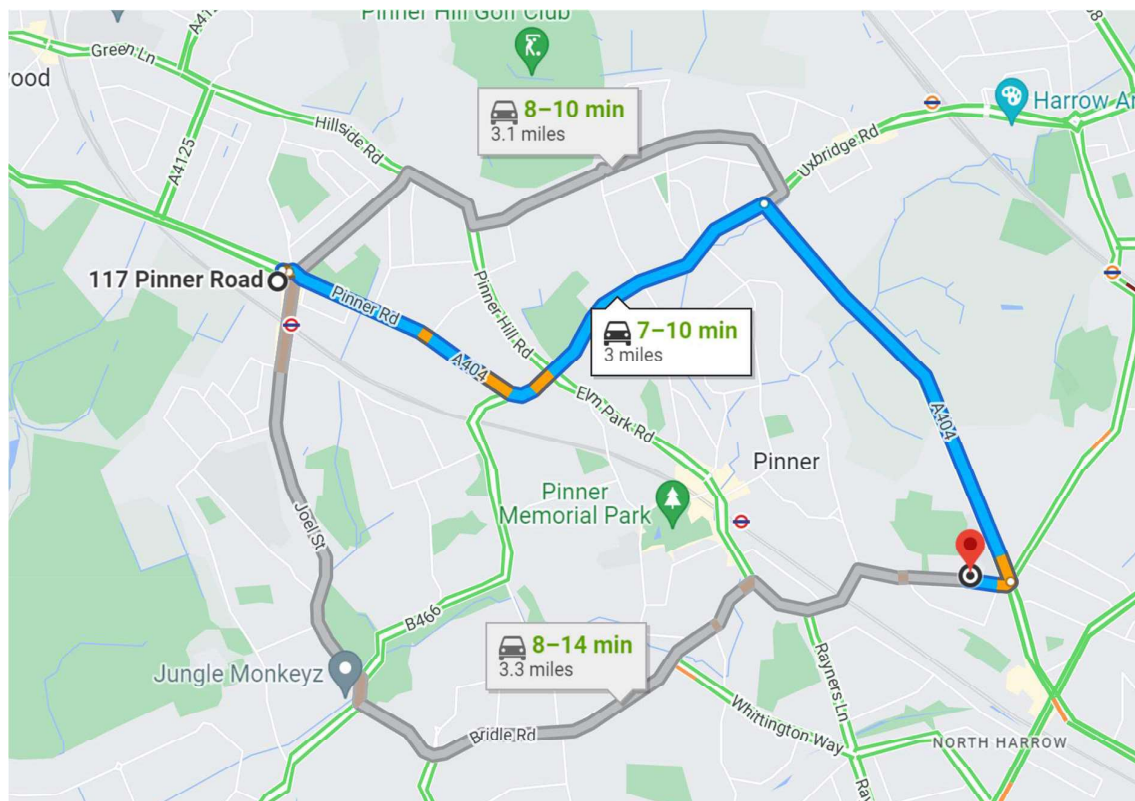 Pinner Hill Golf Club
Green Ln
wood
A4125
Hillside Rd
8–10 min
3.1 miles
Harrow Ar
Uxbridge Rd
A4125
117 Pinner Road
Pinner Rd
Pinner Hill Rd
7–10 min
3 miles
A404
Elm Park Rd
A404
Pinner
Pinner
Memorial Park
Joel St
B466
8–14 min
3.3 miles
Jungle Monkeyz
Rayners Ln
Whittington Way
Bridle Rd
NORTH HARROW
Ray